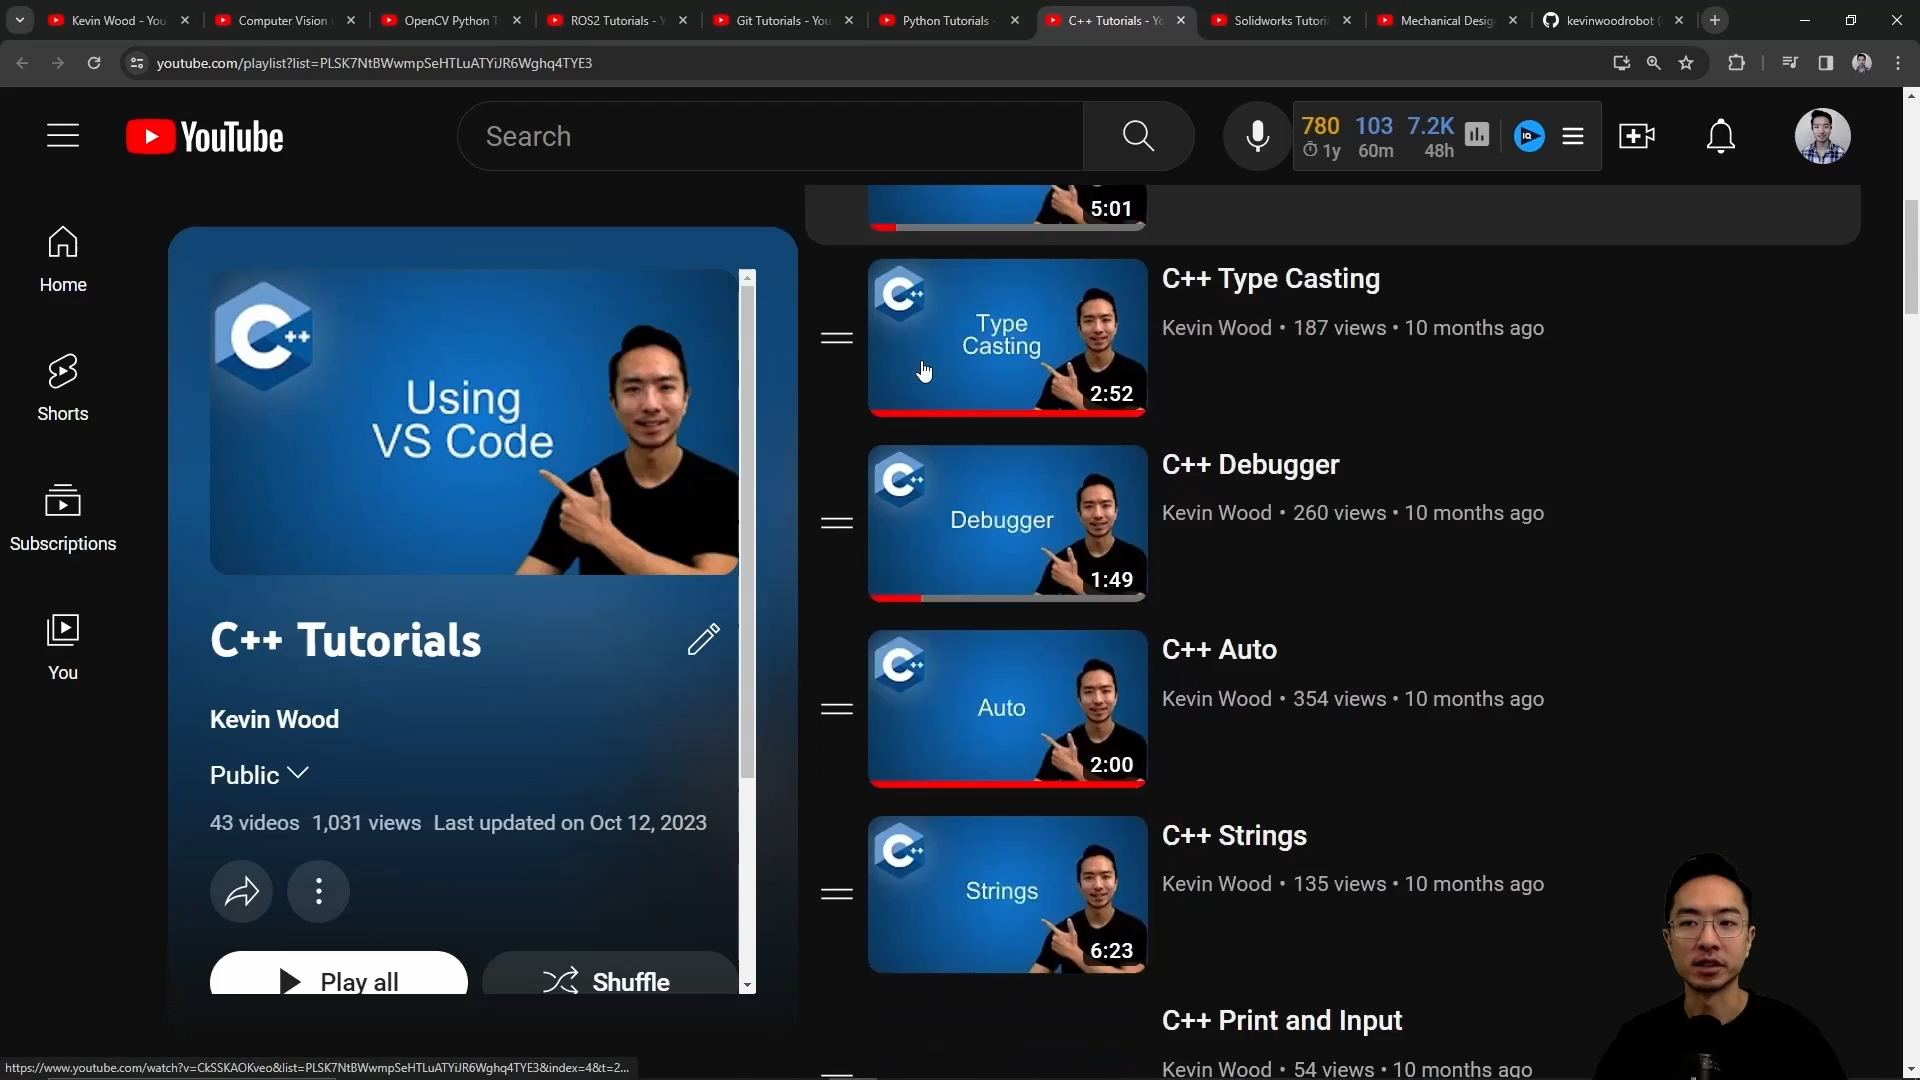 Kevin Wood - You
Computer Vision
OpenCV Python T
ROS2 Tutorials - Y
Git Tutorials - You
Python Tutorials -
C++ Tutorials - Yo
Solidworks Tutori
Mechanical Desig
kevinwoodrobot (
youtube.com/playlist?list=PLSK7NtBWwmpSeHTLuATYiJR6Wghq4TYE3
YouTube
Search
780 103 7.2K
1y 60m 48h
IQ
Home
Shorts
Subscriptions
You
C++
Using
VS Code
C++ Tutorials
Kevin Wood
Public
43 videos 1,031 views Last updated on Oct 12, 2023
Play all
Shuffle
5:01
C++
Type
Casting
2:52
C++ Type Casting
Kevin Wood • 187 views • 10 months ago
C++
Debugger
1:49
C++ Debugger
Kevin Wood • 260 views • 10 months ago
C++
Auto
2:00
C++ Auto
Kevin Wood • 354 views • 10 months ago
C++
Strings
6:23
C++ Strings
Kevin Wood • 135 views • 10 months ago
C++ Print and Input
Kevin Wood • 54 views • 10 months ago
https://www.youtube.com/watch?v=CkSSKAOKveo&list=PLSK7NtBWwmpSeHTLuATYiJR6Wghq4TYE3&index=4&t=2...